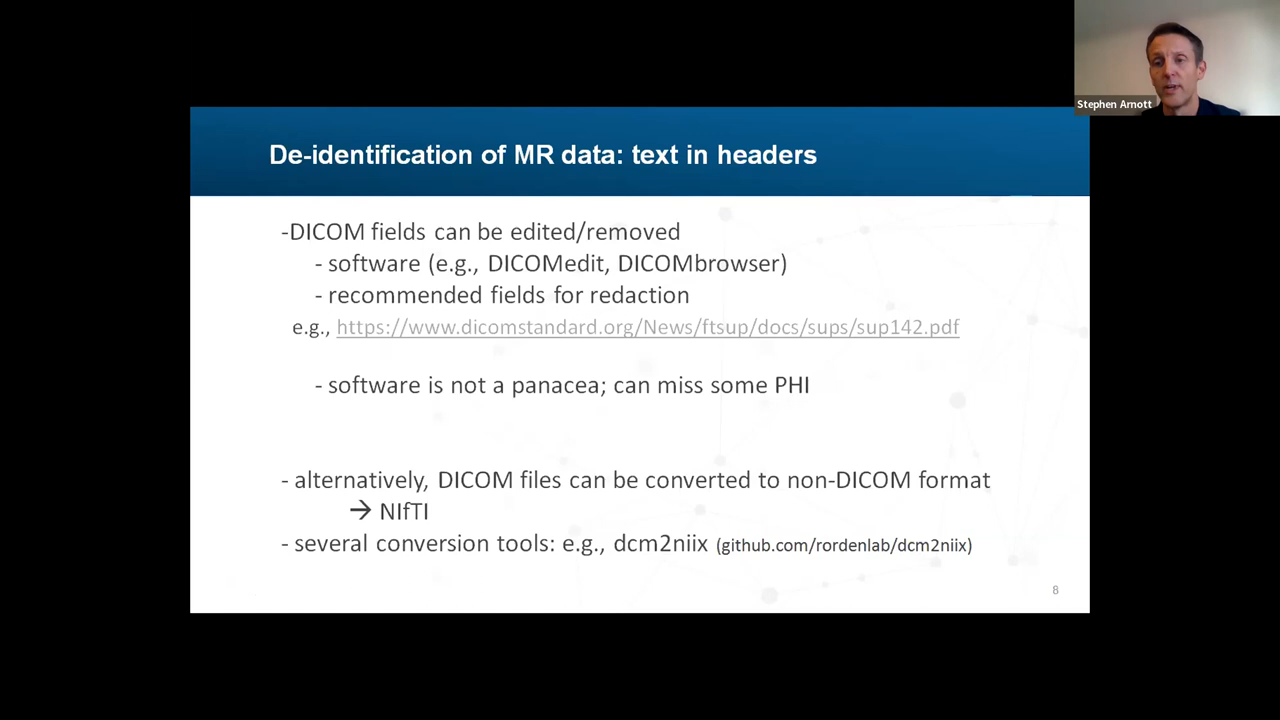 Stephen Arnott
De-identification of MR data: text in headers
-DICOM fields can be edited/removed
- software (e.g., DICOMedit, DICOMbrowser)
- recommended fields for redaction
e.g., https://www.dicomstandard.org/News/ftsup/docs/sups/sup142.pdf
- software is not a panacea; can miss some PHI
- alternatively, DICOM files can be converted to non-DICOM format
→ NIfTI
- several conversion tools: e.g., dcm2niix (github.com/rordenlab/dcm2niix)
8